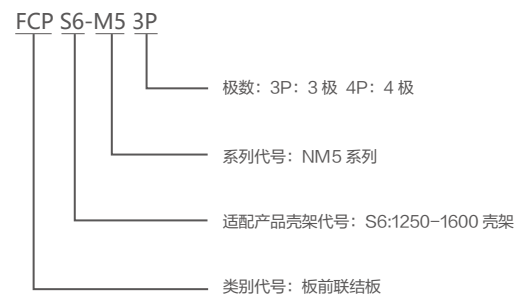 FCP S6-M5 3P
极数：3P：3 极 4P：4 极
系列代号：NM5 系列
适配产品壳架代号：S6:1250-1600 壳架
类别代号：板前联结板